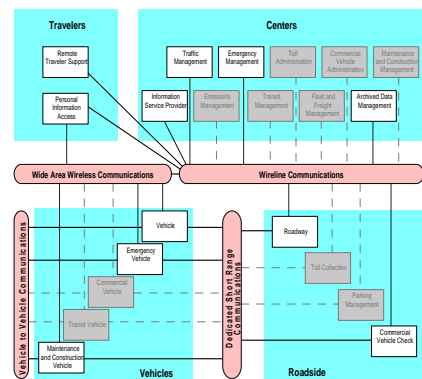 Travelers
Centers
Remote
Traveler Support
Personal
Information
Access
Traffic
Management
Emergency
Management
Toll
Administration
Commercial
Vehicle
Administration
Maintenance
and Construction
Management
Information
Service Provider
Emissions
Management
Transit
Management
Fleet and
Freight
Management
Archived Data
Management
Wide Area Wireless Communications
Wireline Communications
Vehicle to Vehicle Communications
Vehicle
Emergency
Vehicle
Commercial
Vehicle
Transit Vehicle
Maintenance
and Construction
Vehicle
Vehicles
Dedicated Short Range
Communications
Roadway
Toll Collection
Parking
Management
Commercial
Vehicle Check
Roadside